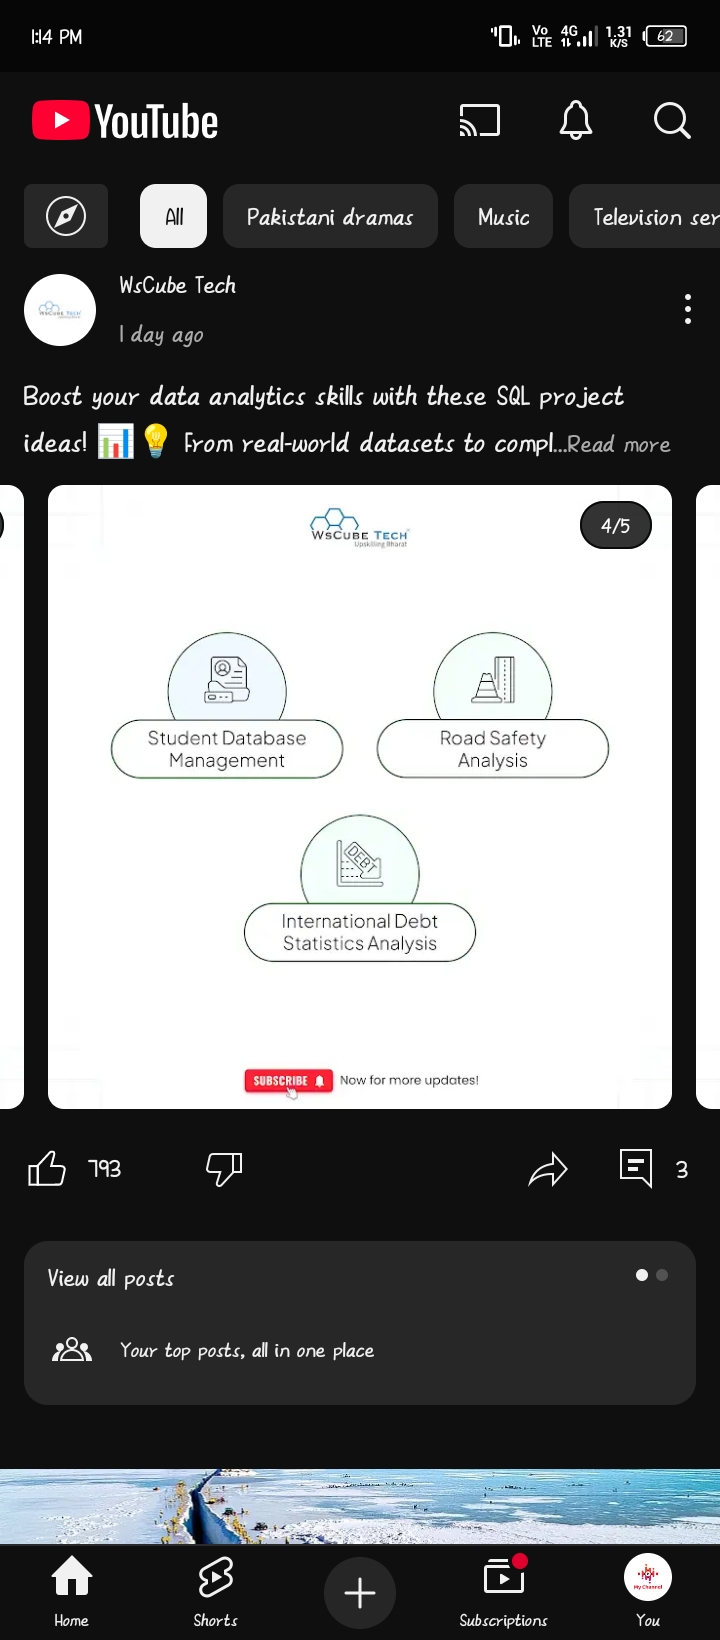 1:14 PM
Vo LTE
4G
1.31 K/S
62
YouTube
All
Pakistani dramas
Music
Television ser
WsCube Tech
WsCube Tech
1 day ago
Boost your data analytics skills with these SQL project
ideas! 📊💡 From real-world datasets to compl...Read more
WsCube Tech
Upskilling Bharat
4/5
Student Database
Management
Road Safety
Analysis
DEBT
International Debt
Statistics Analysis
SUBSCRIBE
Now for more updates!
793
3
View all posts
Your top posts, all in one place
My Channel
Home
Shorts
Subscriptions
You